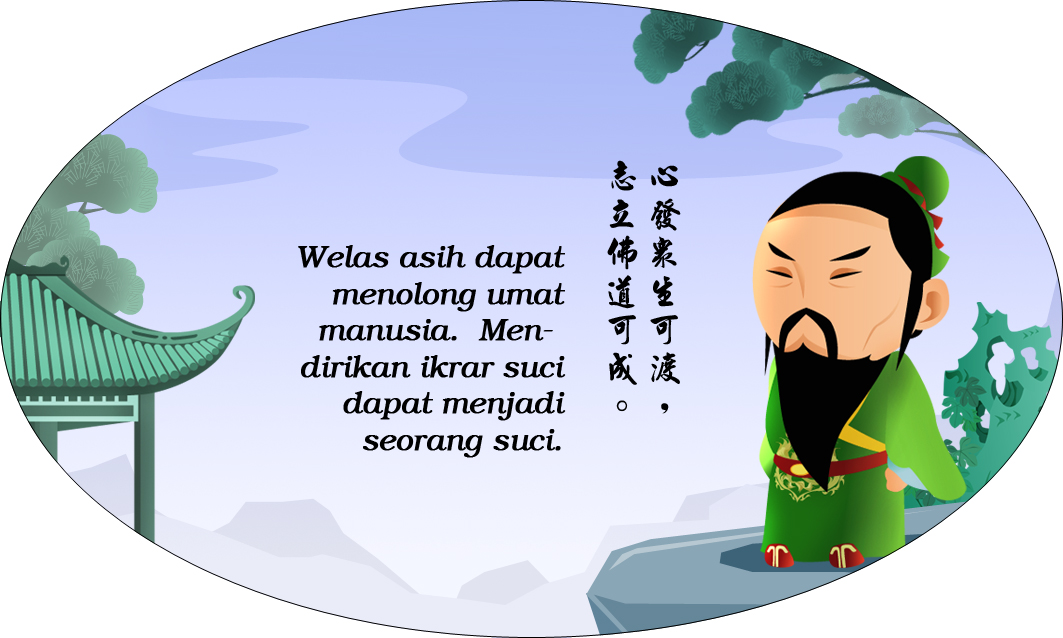 心發衆生可渡，
志立佛道可成。
Welas asih dapat
menolong umat
manusia.  Men-
dirikan ikrar suci
dapat menjadi
seorang suci.